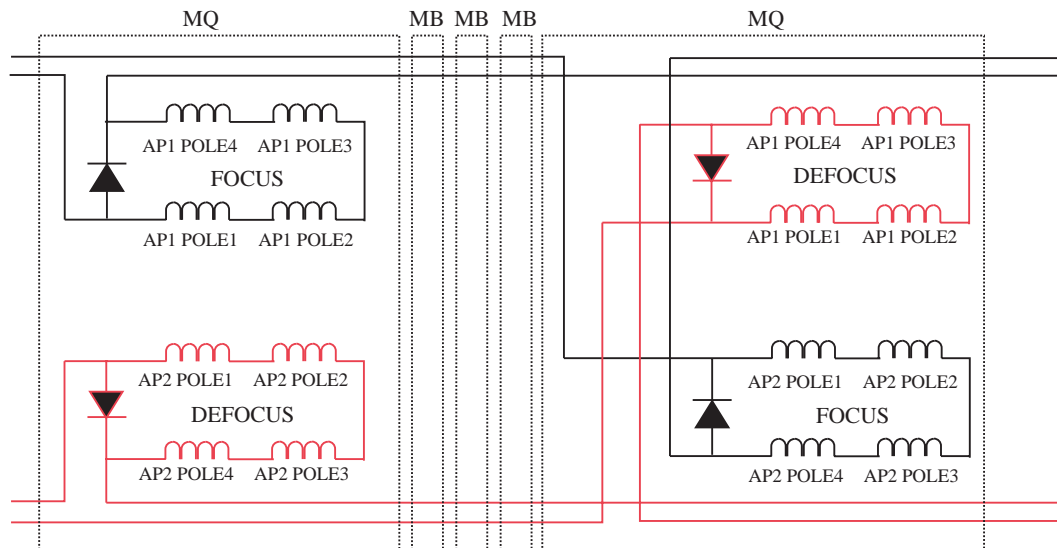 MQ MB MB MB MQ
AP1 POLE4 AP1 POLE3
FOCUS
AP1 POLE1 AP1 POLE2
AP2 POLE1 AP2 POLE2
DEFOCUS
AP2 POLE4 AP2 POLE3
AP1 POLE4 AP1 POLE3
DEFOCUS
AP1 POLE1 AP1 POLE2
AP2 POLE1 AP2 POLE2
FOCUS
AP2 POLE4 AP2 POLE3